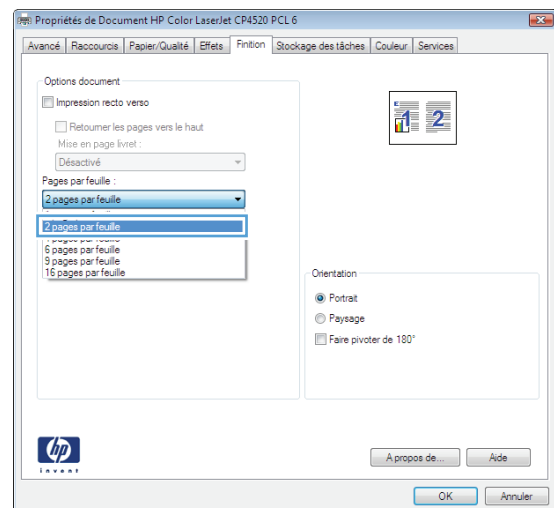 Propriétés de Document HP Color LaserJet CP4520 PCL 6
Avancé Raccourcis Papier/Qualité Effets Finition Stockage des tâches Couleur Services
Options document
Impression recto verso
Retourner les pages vers le haut
Mise en page livret :
Désactivé
Pages par feuille :
2 pages par feuille
2 pages par feuille
6 pages par feuille
9 pages par feuille
16 pages par feuille
1 2
Orientation
Portrait
Paysage
Faire pivoter de 180°
hp
invent
A propos de... Aide
OK Annuler